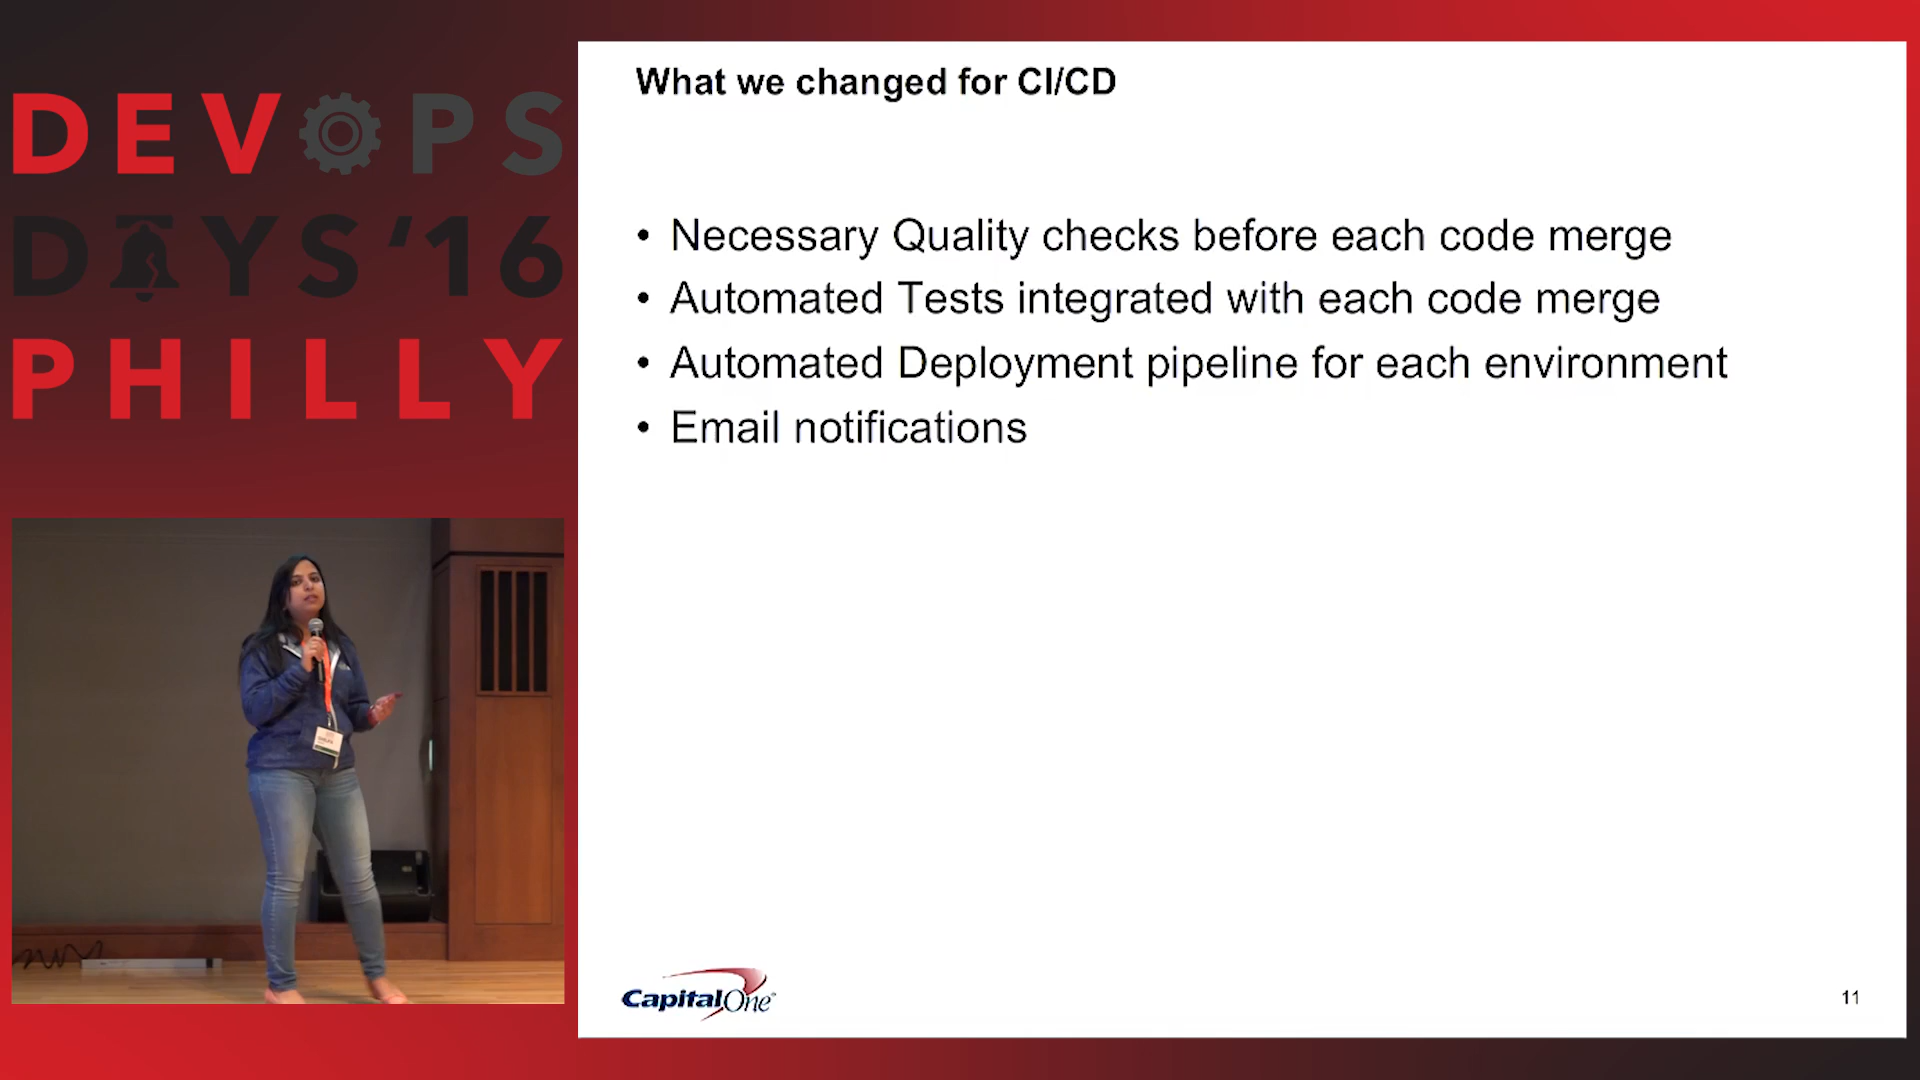 DEVOPS
DAYS '16
PHILLY
What we changed for CI/CD
• Necessary Quality checks before each code merge
• Automated Tests integrated with each code merge
• Automated Deployment pipeline for each environment
• Email notifications
CapitalOne
11